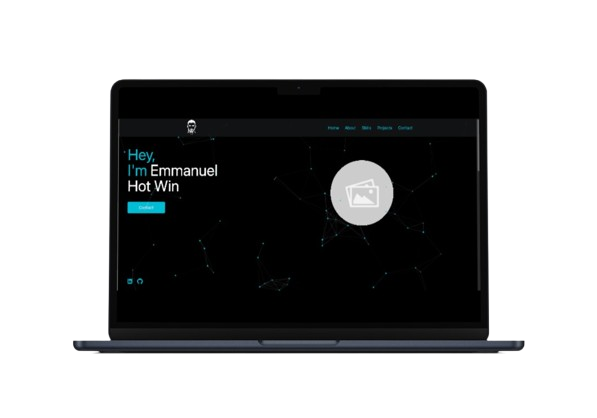 Home About Skills Projects Contact
Hey,
I'm Emmanuel
Hot Win
Contact